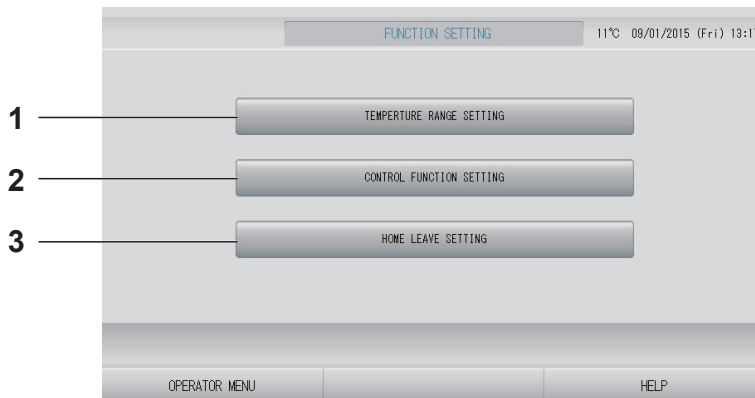 FUNCTION SETTING 11°C 09/01/2015 (Fri) 13:1
1 TEMPERTURE RANGE SETTING
2 CONTROL FUNCTION SETTING
3 HOME LEAVE SETTING
OPERATOR MENU HELP